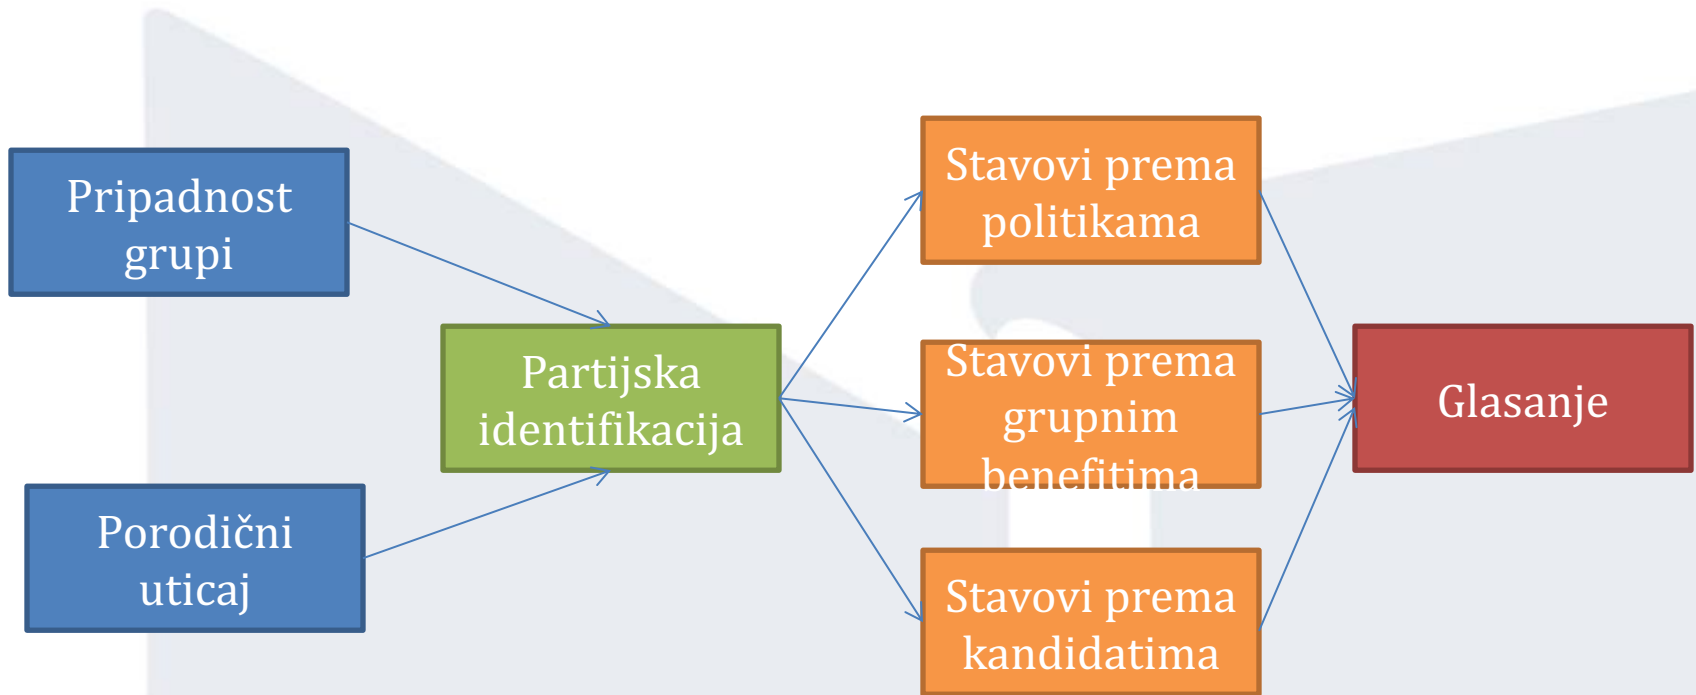 Pripadnost
grupi
Porodični
uticaj
Partijska
identifikacija
Stavovi prema
politikama
Stavovi prema
grupnim
benefitima
Stavovi prema
kandidatima
Glasanje